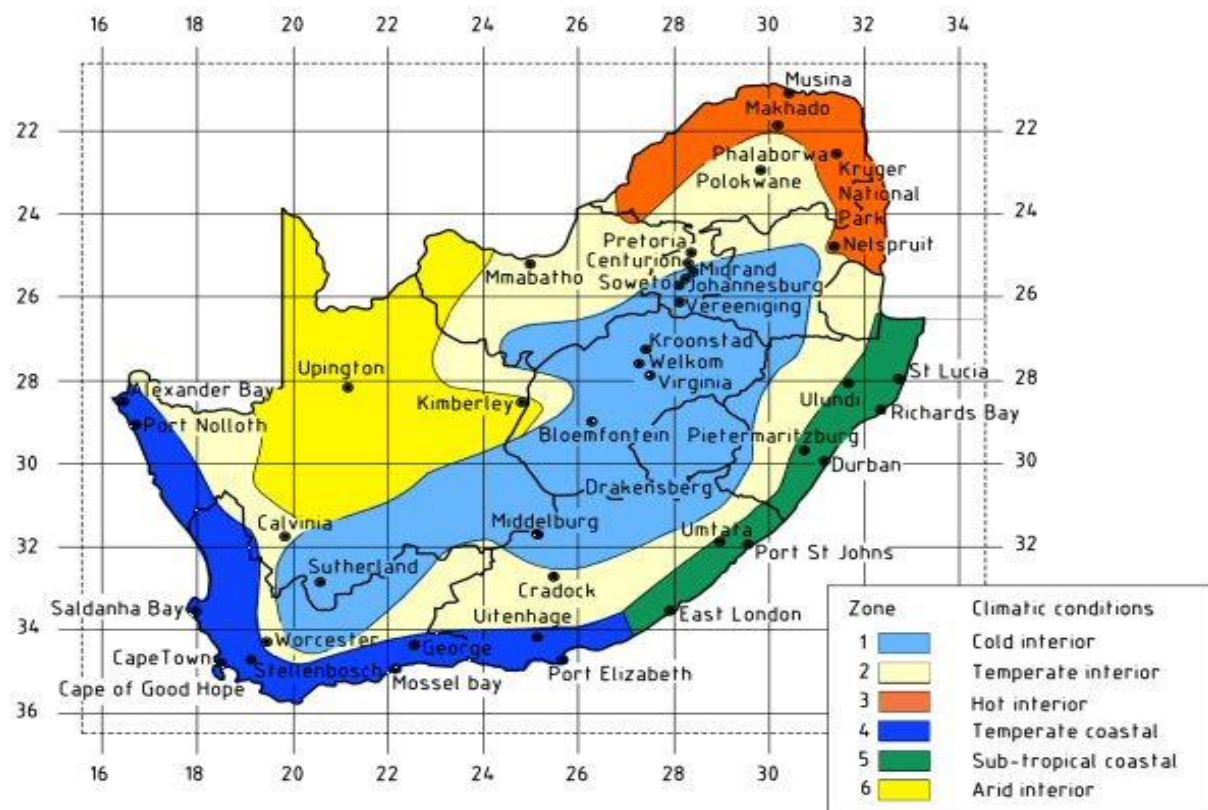 16 18 20 22 24 26 28 30 32 34
Musina
Makhado
22 22
Phalaborwa
Kruger
Polokwane
National
24 Park 24
Pretoria
Nelspruit
Centurion
Midrand
Mmabatho
Soweto
Johannesburg
26 26
Vereeniging
Kroonstad
Upington
Welkom
St Lucia
28 28
Alexander Bay
Virginia
Ulundi
Kimberley
Richards Bay
Port Nolloth
Bloemfontein
Pietermaritzburg
30 30
Durban
Drakensberg
Calvinia
Middelburg
Umtata
32 32
Port St Johns
Sutherland
Cradock
Saldanha Bay
Uitenhage
East London
34
Worcester
George
CapeTown
Stellenbosch
Mossel bay
Port Elizabeth
Cape of Good Hope
36
16 18 20 22 24 26 28 30
Zone Climatic conditions
1 Cold interior
2 Temperate interior
3 Hot interior
4 Temperate coastal
5 Sub-tropical coastal
6 Arid interior